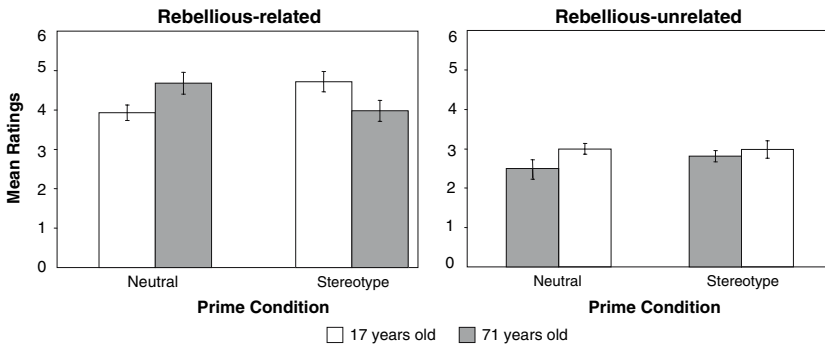 Rebellious-related
Rebellious-unrelated
Mean Ratings
6
5
4
3
2
1
0
6
5
4
3
2
1
0
Neutral
Stereotype
Neutral
Stereotype
Prime Condition
Prime Condition
17 years old
71 years old